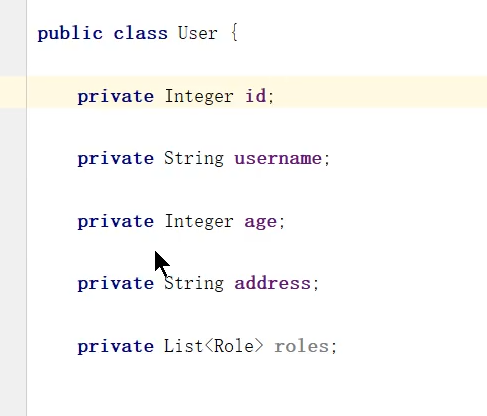 public class User {
private Integer id;
private String username;
private Integer age;
private String address;
private List<Role> roles;